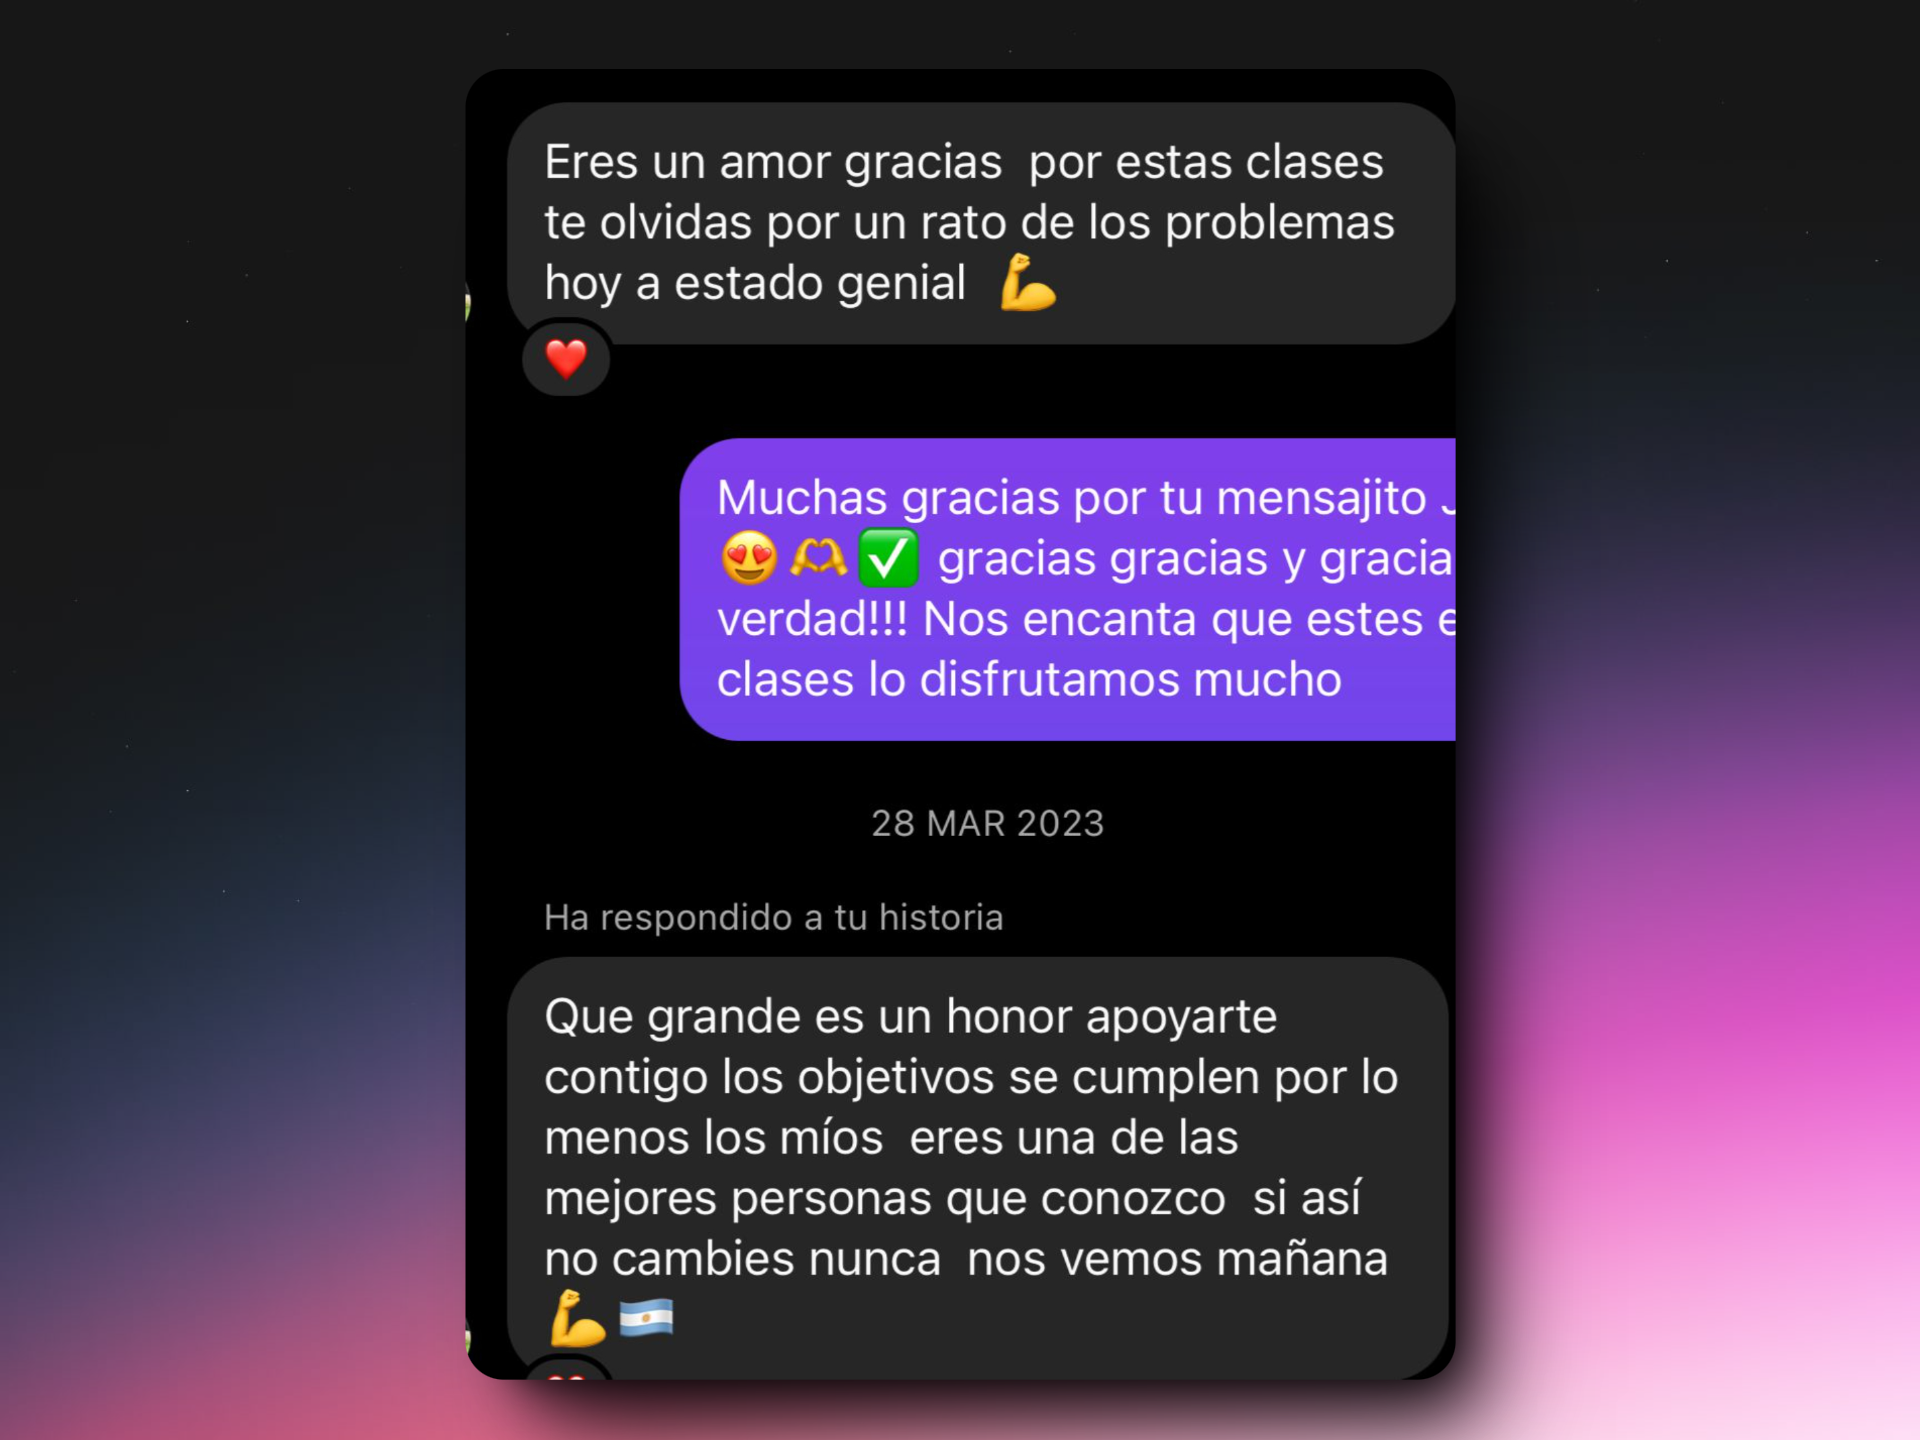 Eres un amor gracias  por estas clases
te olvidas por un rato de los problemas
hoy a estado genial 💪
❤️
Muchas gracias por tu mensajito
😍🫶✅ gracias gracias y gracia
verdad!!! Nos encanta que estes
clases lo disfrutamos mucho
28 MAR 2023
Ha respondido a tu historia
Que grande es un honor apoyarte
contigo los objetivos se cumplen por lo
menos los míos  eres una de las
mejores personas que conozco  si así
no cambies nunca  nos vemos mañana
💪🇦🇷